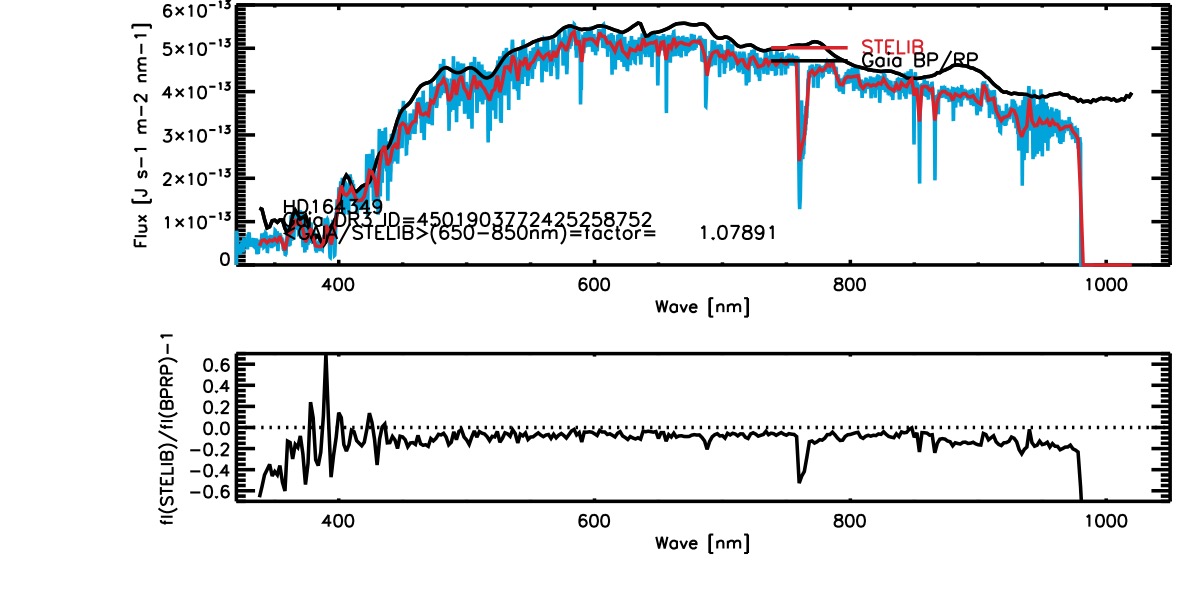 6×10−13
5×10−13
4×10−13
3×10−13
2×10−13
1×10−13
0
Flux [J s−1 m−2 nm−1]
STELIB
Gaia BP/RP
HD164349
Gaia DR3 ID=4501903772425258752
<GAIA/STELIB>(650−850nm)=factor= 1.07891
400 600 800 1000
Wave [nm]
0.6
0.4
0.2
0.0
−0.2
−0.4
−0.6
fl(STELIB)/fl(BPRP)−1
400 600 800 1000
Wave [nm]